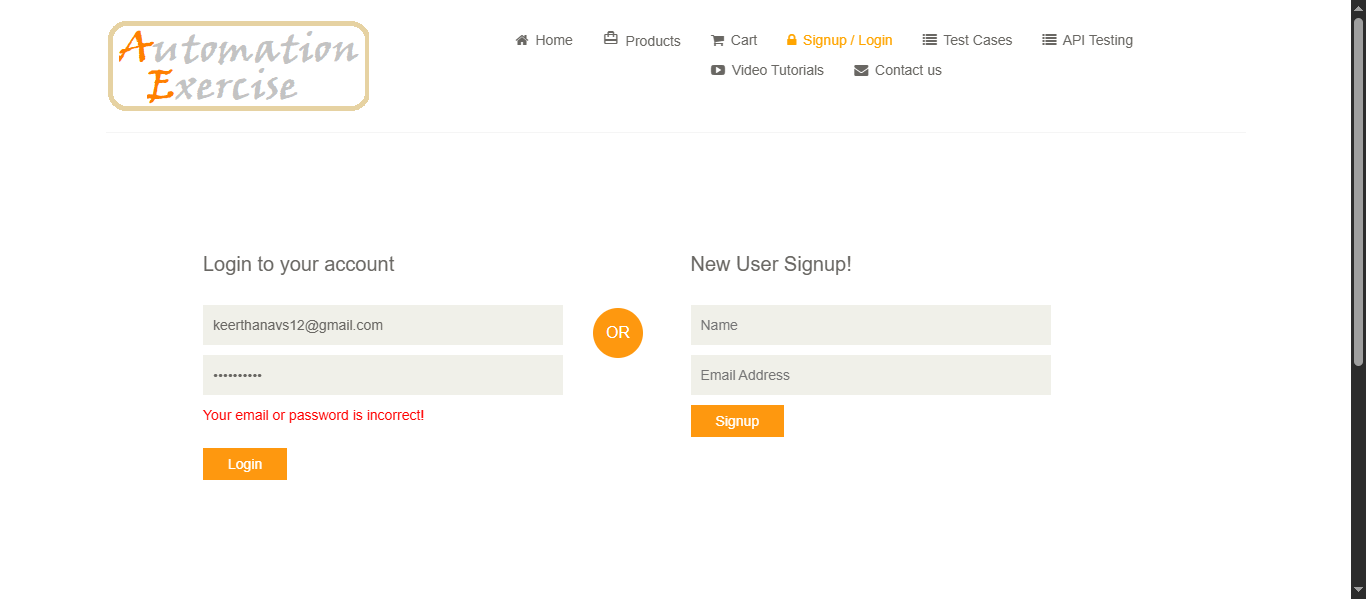 Automation
Exercise
Home Products Cart Signup / Login Test Cases API Testing
Video Tutorials Contact us
Login to your account
keerthanavs12@gmail.com
••••••••••
Your email or password is incorrect!
Login
OR
New User Signup!
Name
Email Address
Signup